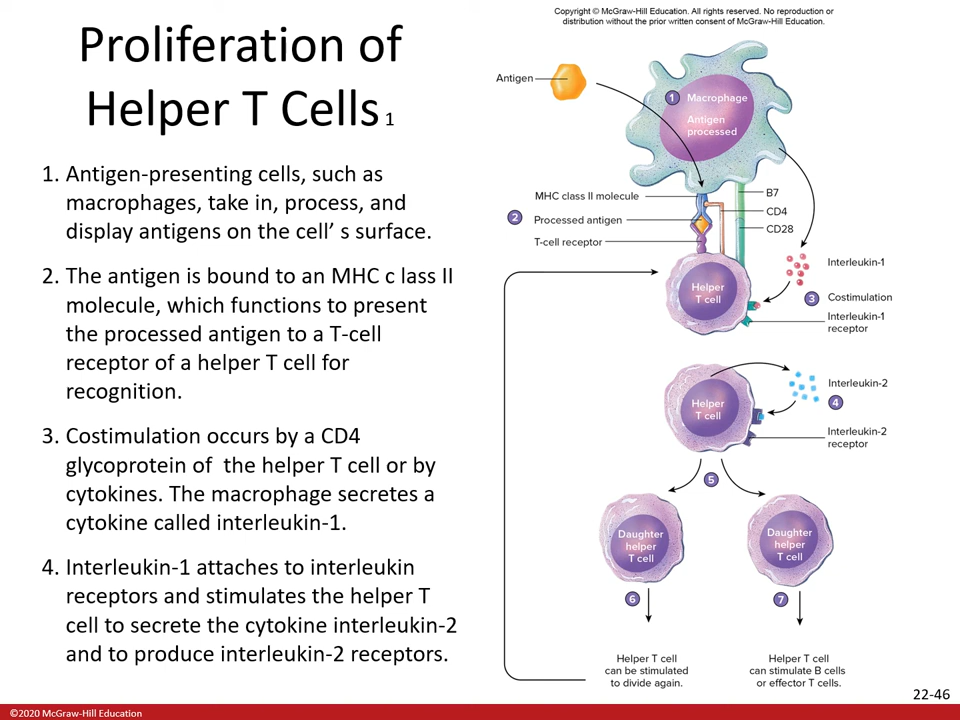 Copyright © McGraw-Hill Education. All rights reserved. No reproduction or
distribution without the prior written consent of McGraw-Hill Education.
Proliferation of
Helper T Cells 1
1. Antigen-presenting cells, such as
macrophages, take in, process, and
display antigens on the cell’ s surface.
2. The antigen is bound to an MHC c lass II
molecule, which functions to present
the processed antigen to a T-cell
receptor of a helper T cell for
recognition.
3. Costimulation occurs by a CD4
glycoprotein of  the helper T cell or by
cytokines. The macrophage secretes a
cytokine called interleukin-1.
4. Interleukin-1 attaches to interleukin
receptors and stimulates the helper T
cell to secrete the cytokine interleukin-2
and to produce interleukin-2 receptors.
Antigen
1 Macrophage
Antigen
processed
MHC class II molecule
B7
CD4
2 Processed antigen
CD28
T-cell receptor
Helper
T cell
Interleukin-1
3 Costimulation
Interleukin-1
receptor
Helper
T cell
Interleukin-2
4
Interleukin-2
receptor
5
Daughter
helper
T cell
Daughter
helper
T cell
6
7
Helper T cell
can be stimulated
to divide again.
Helper T cell
can stimulate B cells
or effector T cells.
22-46
©2020 McGraw-Hill Education